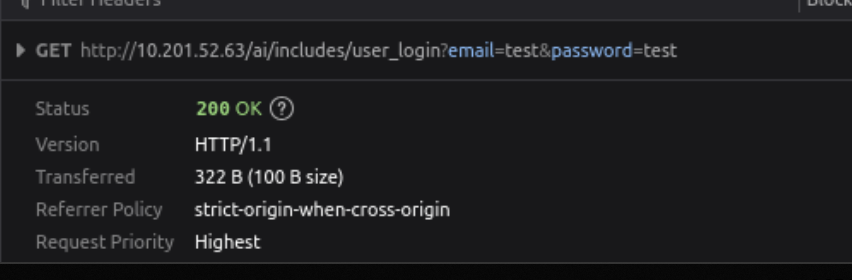 Filter Headers Block
GET http://10.201.52.63/ai/includes/user_login?email=test&password=test
Status 200 OK ?
Version HTTP/1.1
Transferred 322 B (100 B size)
Referrer Policy strict-origin-when-cross-origin
Request Priority Highest